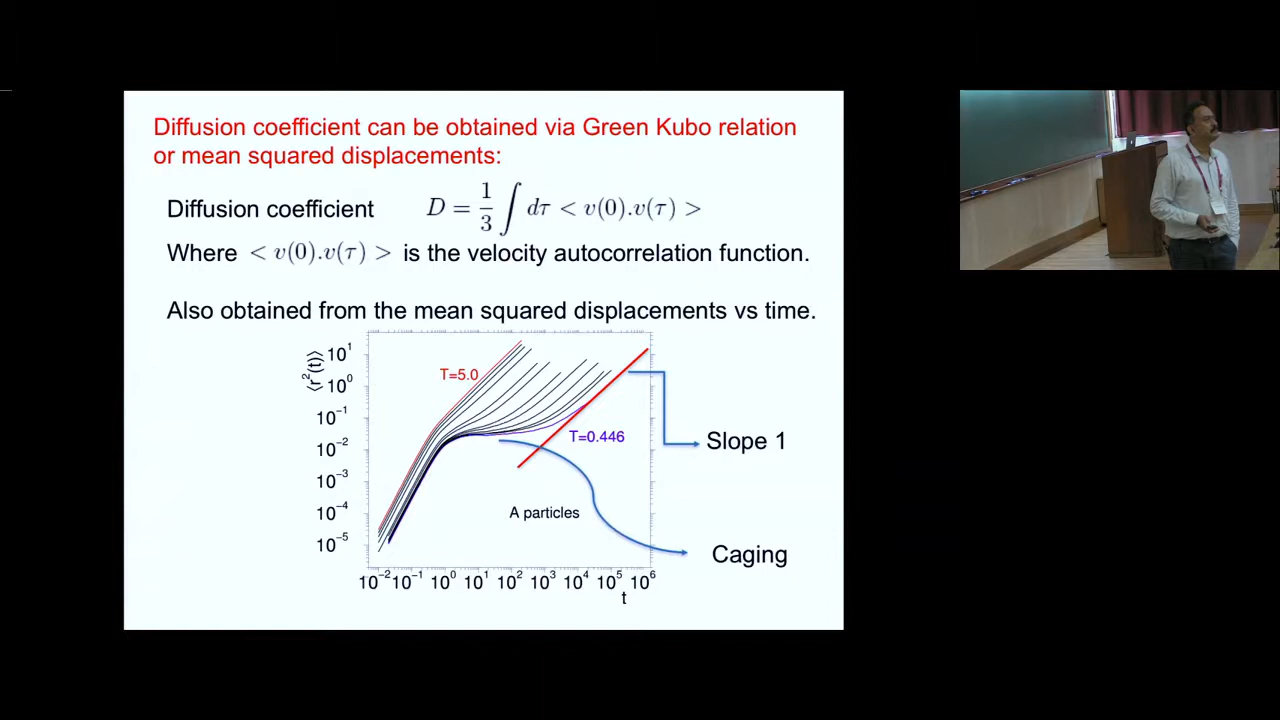 Diffusion coefficient can be obtained via Green Kubo relation
or mean squared displacements:
Diffusion coefficient D = 1/3 ∫ dτ < v(0).v(τ) >
Where < v(0).v(τ) > is the velocity autocorrelation function.
Also obtained from the mean squared displacements vs time.
⟨r²(t)⟩
10¹
10⁰
10⁻¹
10⁻²
10⁻³
10⁻⁴
10⁻⁵
T=5.0
T=0.446
Slope 1
A particles
Caging
10⁻² 10⁻¹ 10⁰ 10¹ 10² 10³ 10⁴ 10⁵ 10⁶
t